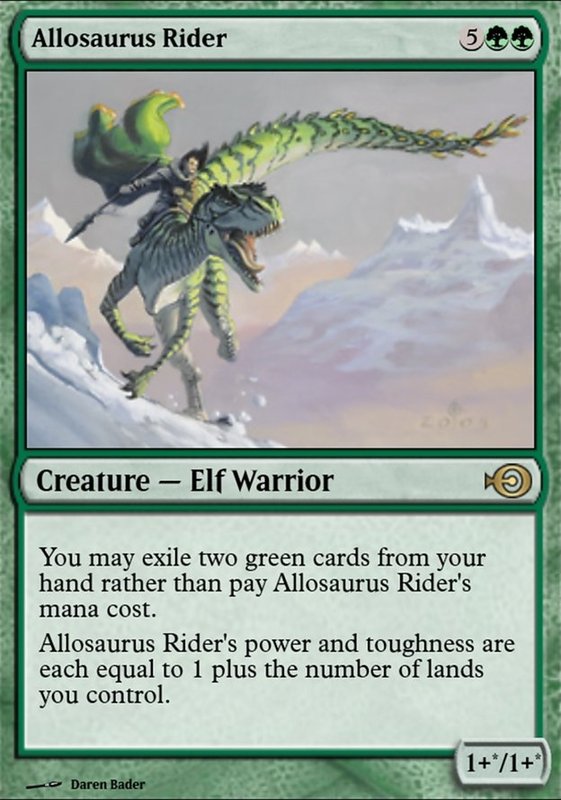 Allosaurus Rider 5
Creature — Elf Warrior
You may exile two green cards from your
hand rather than pay Allosaurus Rider's
mana cost.
Allosaurus Rider's power and toughness are
each equal to 1 plus the number of lands
you control.
1+*/1+*
Daren Bader